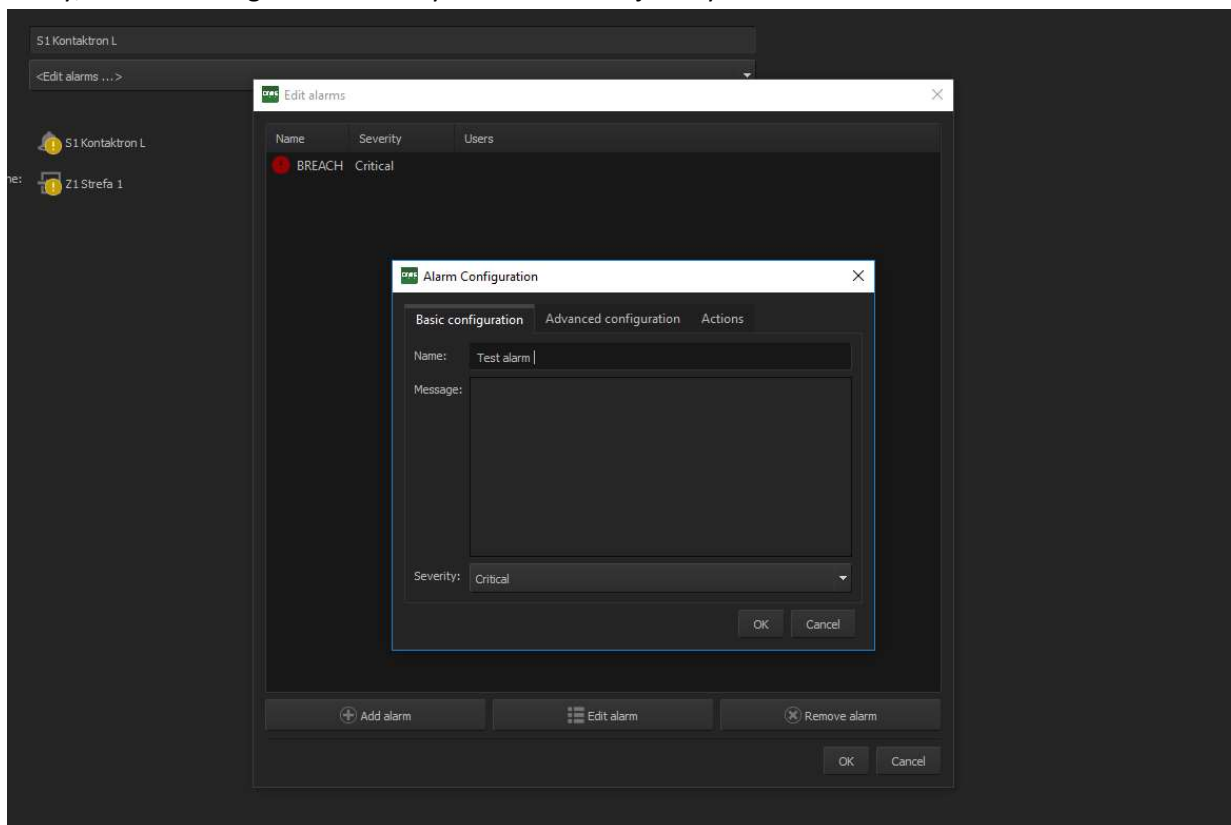 S1 Kontaktron L
<Edit alarms ...>
Edit alarms
S1 Kontaktron L
Name Severity Users
BREACH Critical
Z1 Strefa 1
Alarm Configuration
Basic configuration Advanced configuration Actions
Name: Test alarm
Message:
Severity: Critical
OK Cancel
Add alarm Edit alarm Remove alarm
OK Cancel